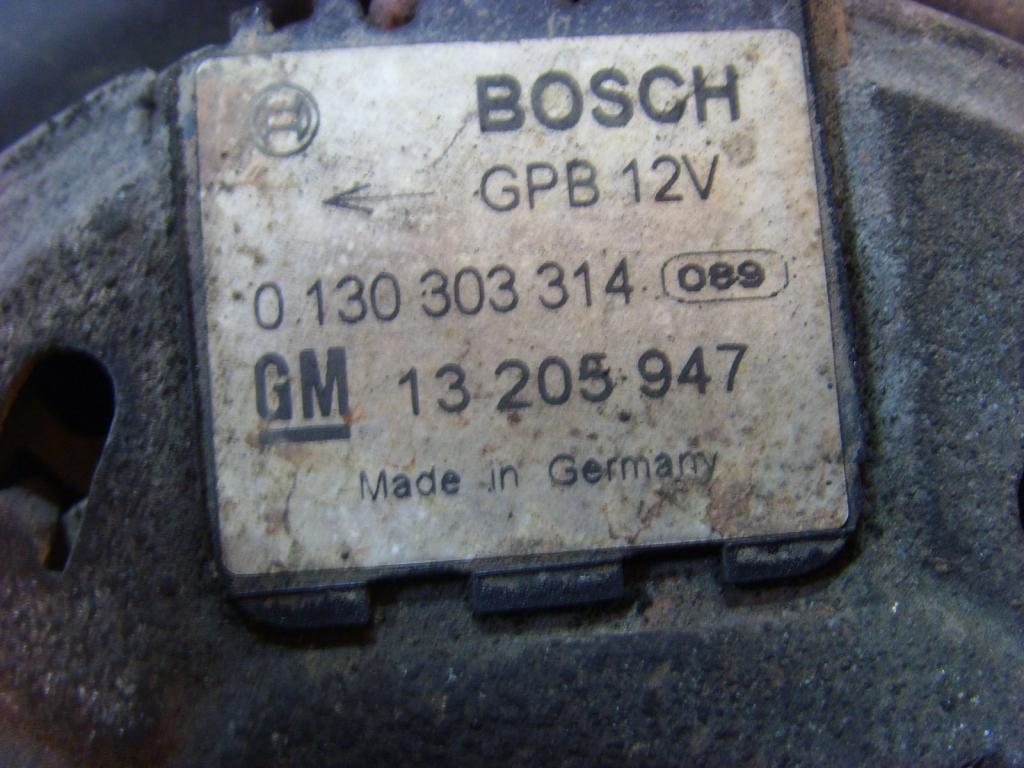 BOSCH
GPB 12V
0 130 303 314 089
GM 13 205 947
Made in Germany